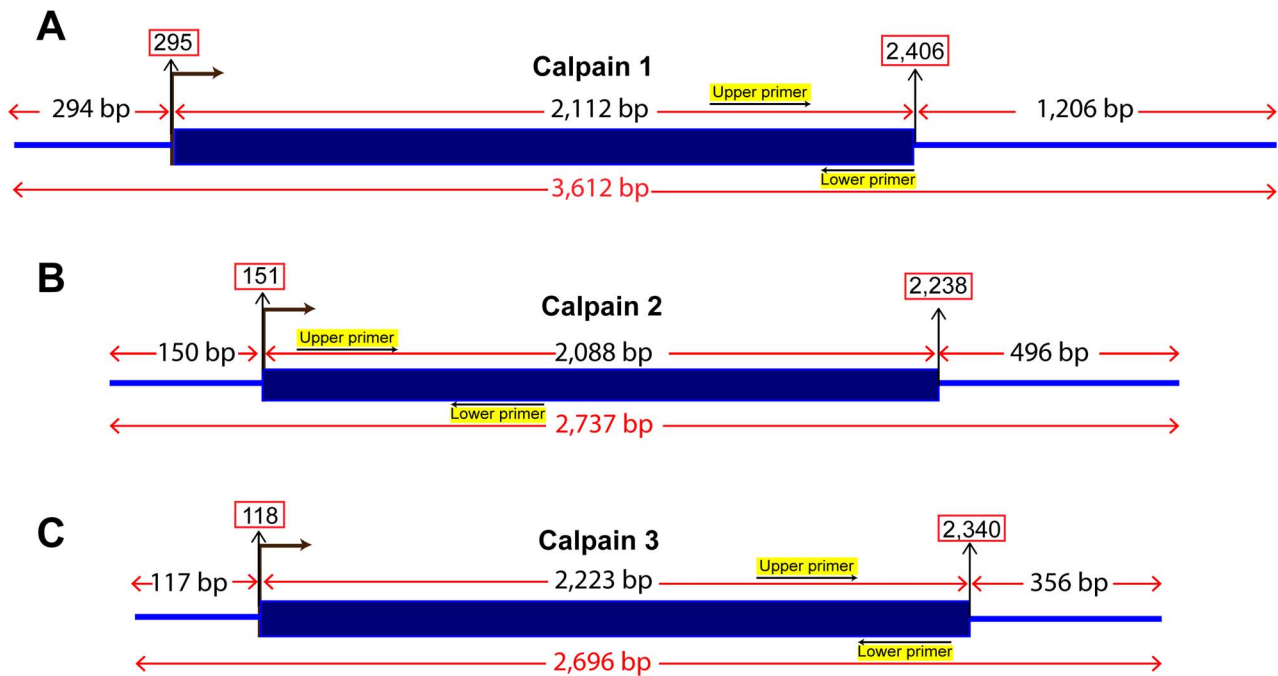 A
295
Calpain 1
2,406
Upper primer
294 bp
2,112 bp
1,206 bp
Lower primer
3,612 bp
B
151
Calpain 2
2,238
Upper primer
150 bp
2,088 bp
496 bp
Lower primer
2,737 bp
C
118
Calpain 3
2,340
Upper primer
117 bp
2,223 bp
356 bp
Lower primer
2,696 bp